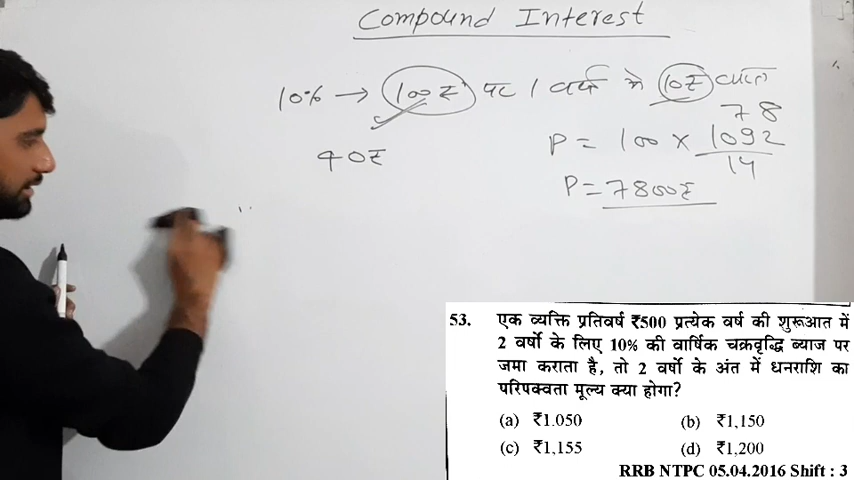 Compound Interest
10% → 100₹ पर 1 वर्ष में 10₹ ब्याज
90₹
78
P = 100 × 1092
14
P = 7800₹
53. एक व्यक्ति प्रतिवर्ष ₹500 प्रत्येक वर्ष की शुरूआत में
2 वर्षो के लिए 10% की वार्षिक चक्रवृद्धि ब्याज पर
जमा कराता है, तो 2 वर्षो के अंत में धनराशि का
परिपक्वता मूल्य क्या होगा?
(a) ₹1.050 (b) ₹1,150
(c) ₹1,155 (d) ₹1,200
RRB NTPC 05.04.2016 Shift : 3